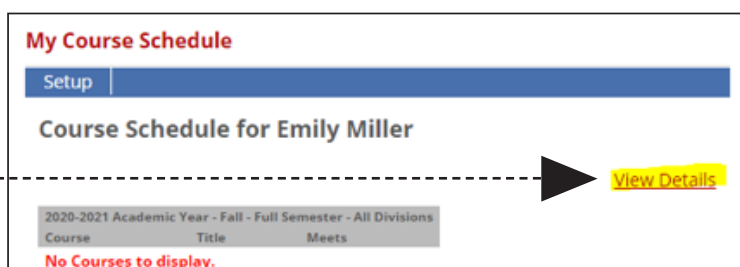 My Course Schedule
Setup
Course Schedule for Emily Miller
View Details
2020-2021 Academic Year - Fall - Full Semester - All Divisions
Course Title Meets
No Courses to display.